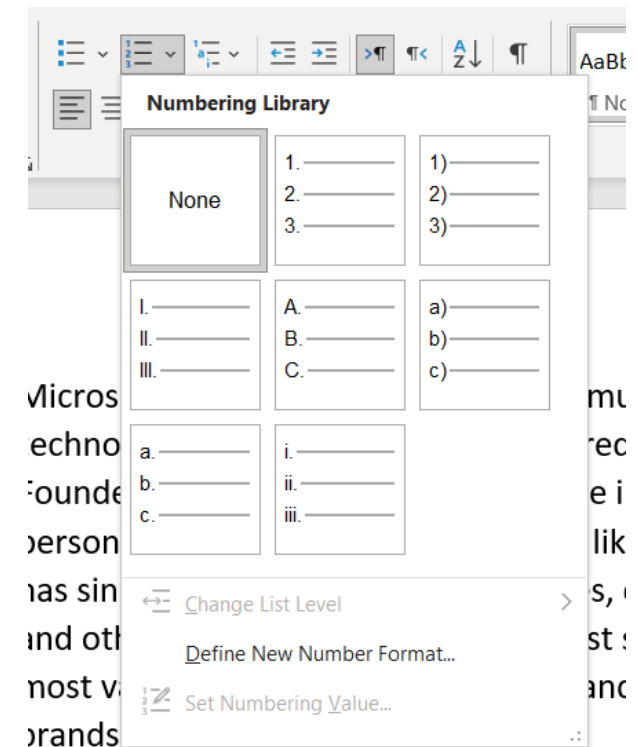 AaBb
Numbering Library
¶ No
None
1.
2.
3.
1)
2)
3)
I.
II.
III.
A.
B.
C.
a)
b)
c)
a.
b.
c.
i.
ii.
iii.
Micros mu
echno red
Founde e i
person lik
has sin s,
and oth st s
most va and
brands
Change List Level
Define New Number Format...
Set Numbering Value...